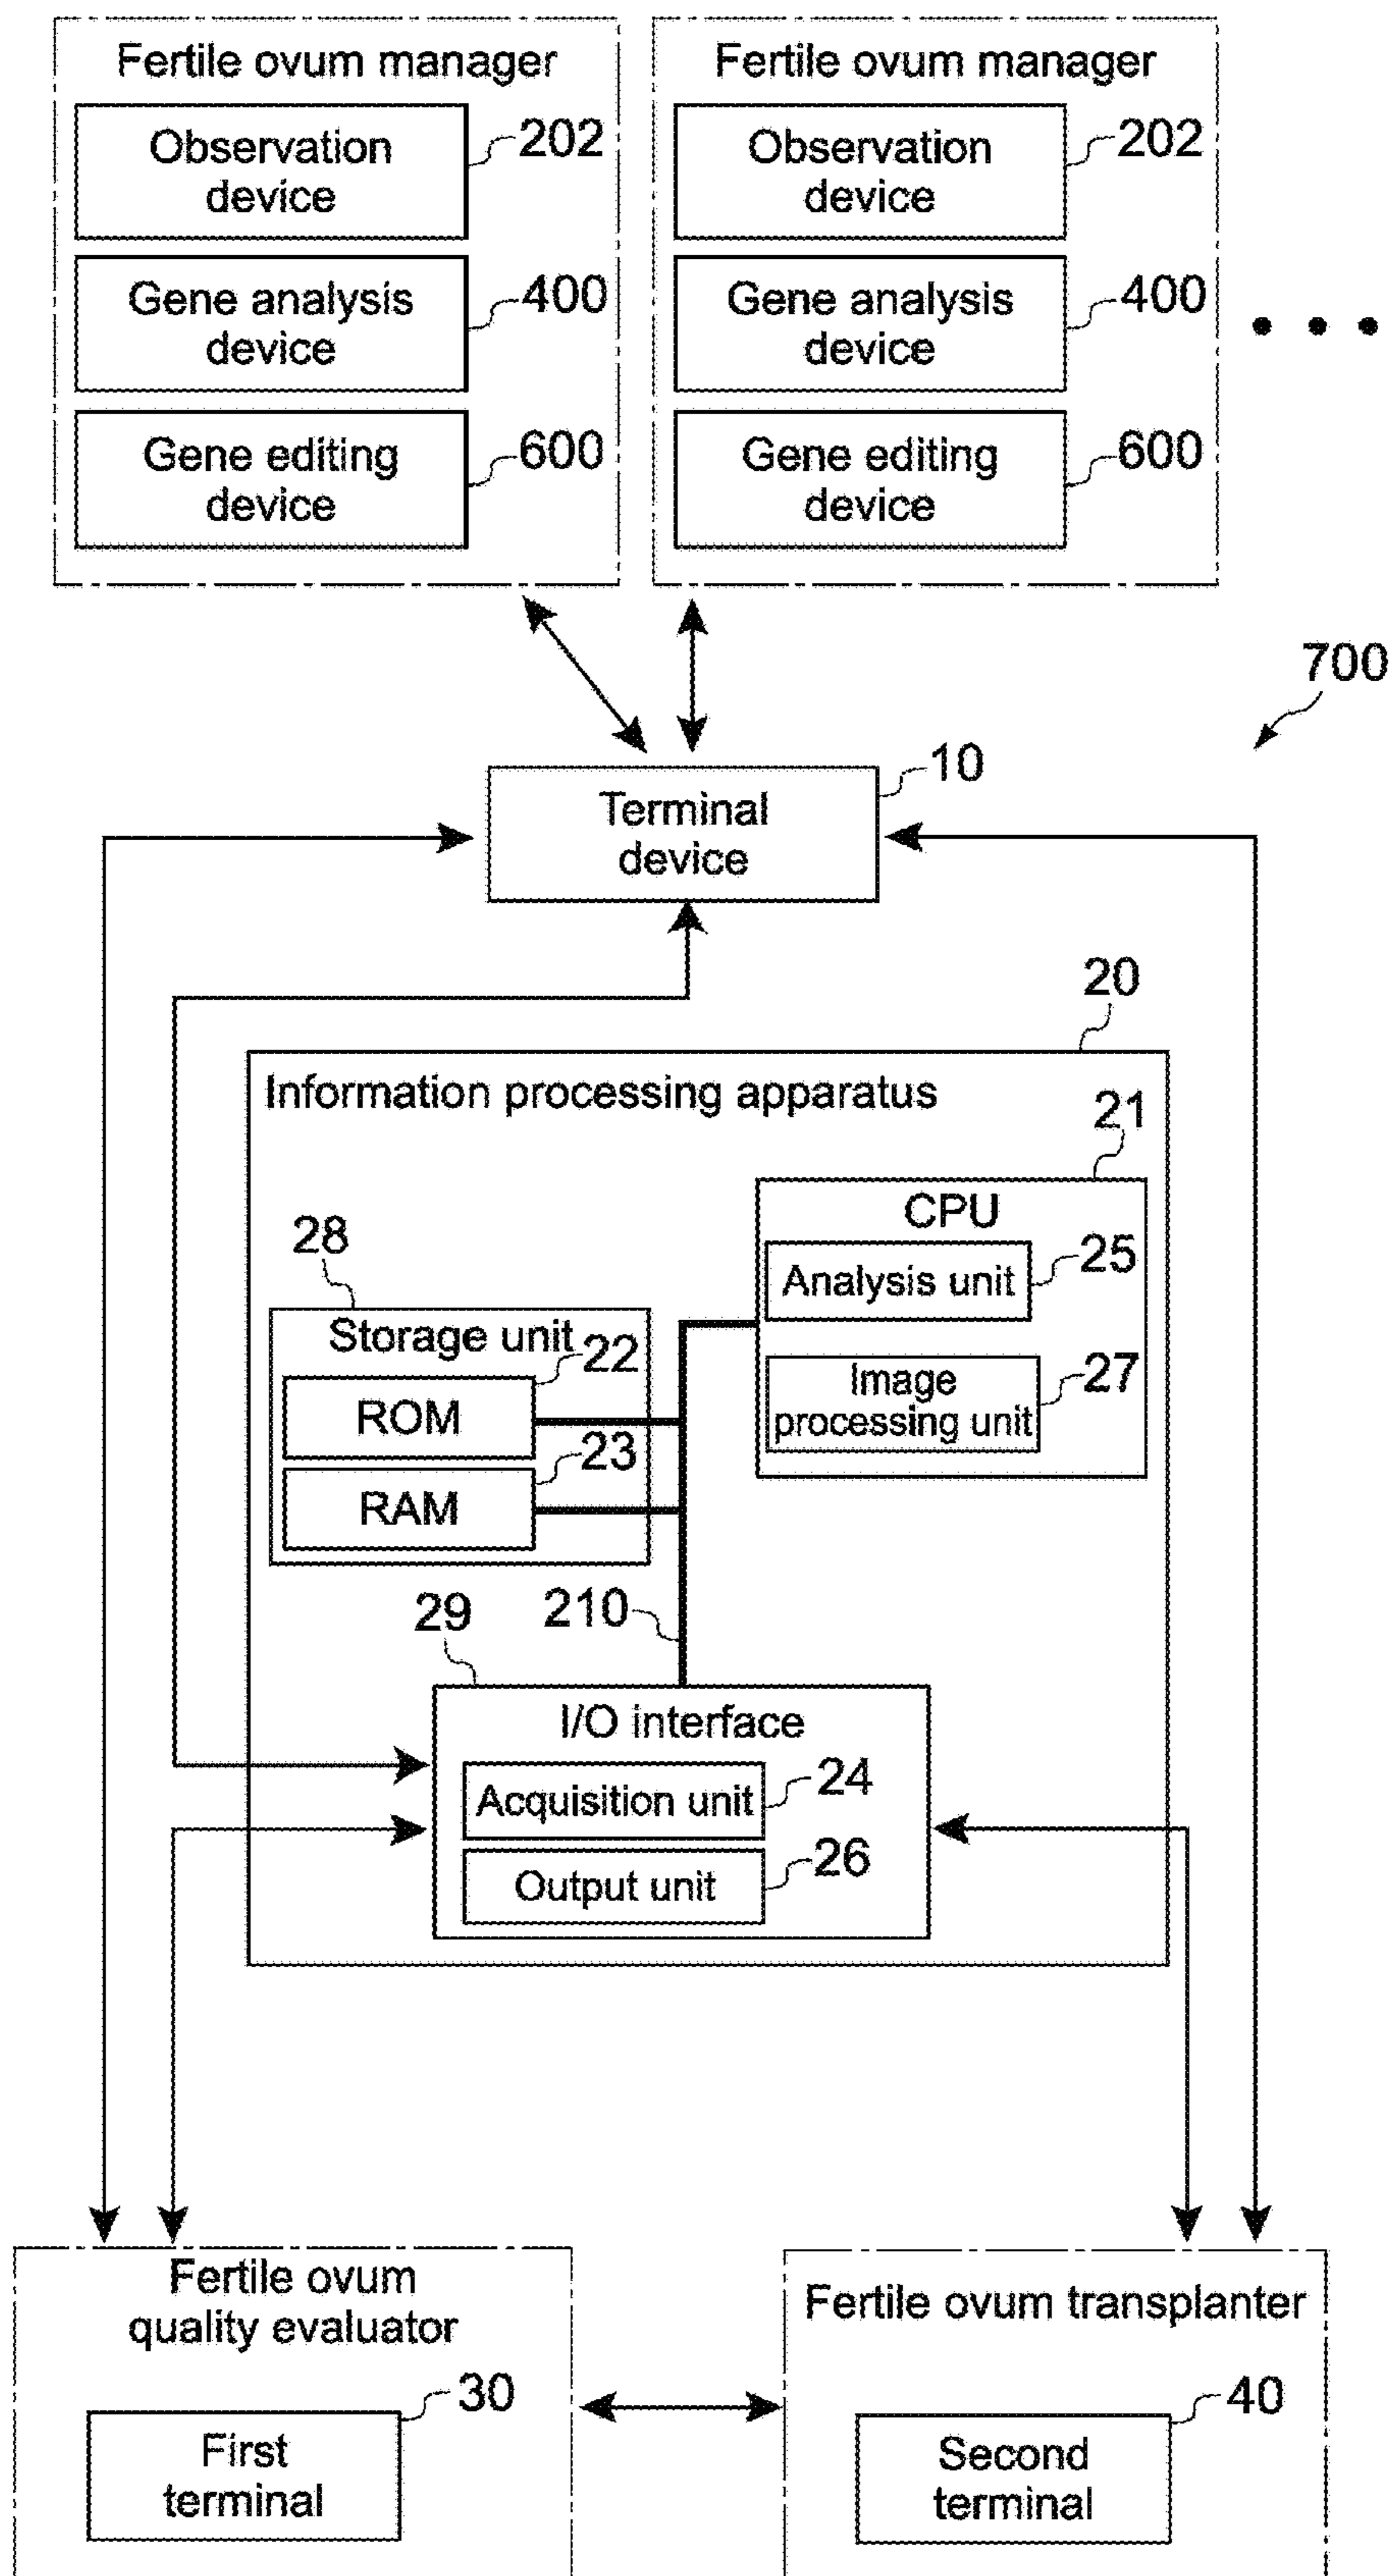 Fertile ovum manager
Observation
device
202
Gene analysis
device
400
Gene editing
device
600
Fertile ovum manager
Observation
device
202
Gene analysis
device
400
Gene editing
device
600
• • •
700
10
Terminal
device
20
Information processing apparatus
21
CPU
25
Analysis unit
27
Image
processing unit
28
Storage unit
22
ROM
23
RAM
210
29
I/O interface
24
Acquisition unit
26
Output unit
Fertile ovum
quality evaluator
30
First
terminal
Fertile ovum transplanter
40
Second
terminal